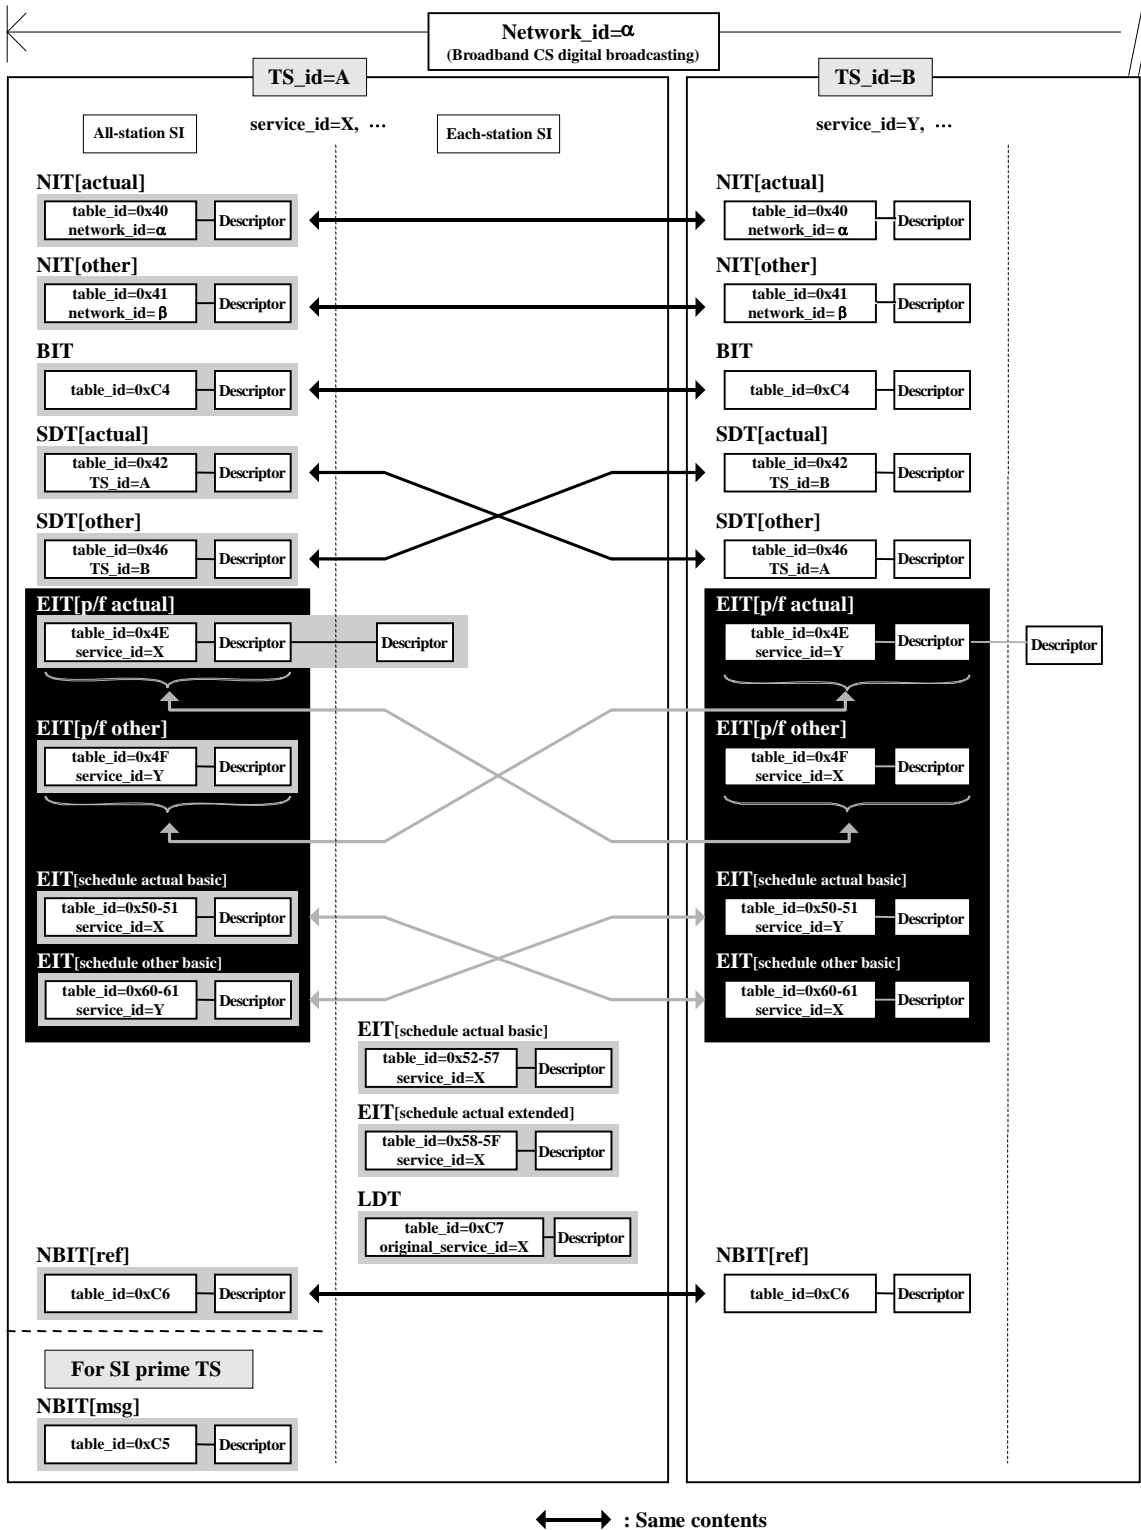 Network_id=α
(Broadband CS digital broadcasting)
TS_id=A
All-station SI
service_id=X, ···
Each-station SI
NIT[actual]
table_id=0x40
network_id=α
Descriptor
NIT[other]
table_id=0x41
network_id=β
Descriptor
BIT
table_id=0xC4
Descriptor
SDT[actual]
table_id=0x42
TS_id=A
Descriptor
SDT[other]
table_id=0x46
TS_id=B
Descriptor
EIT[p/f actual]
table_id=0x4E
service_id=X
Descriptor
Descriptor
EIT[p/f other]
table_id=0x4F
service_id=Y
Descriptor
EIT[schedule actual basic]
table_id=0x50-51
service_id=X
Descriptor
EIT[schedule other basic]
table_id=0x60-61
service_id=Y
Descriptor
EIT[schedule actual basic]
table_id=0x52-57
service_id=X
Descriptor
EIT[schedule actual extended]
table_id=0x58-5F
service_id=X
Descriptor
LDT
table_id=0xC7
original_service_id=X
Descriptor
NBIT[ref]
table_id=0xC6
Descriptor
For SI prime TS
NBIT[msg]
table_id=0xC5
Descriptor
TS_id=B
service_id=Y, ···
NIT[actual]
table_id=0x40
network_id= α
Descriptor
NIT[other]
table_id=0x41
network_id= β
Descriptor
BIT
table_id=0xC4
Descriptor
SDT[actual]
table_id=0x42
TS_id=B
Descriptor
SDT[other]
table_id=0x46
TS_id=A
Descriptor
EIT[p/f actual]
table_id=0x4E
service_id=Y
Descriptor
Descriptor
EIT[p/f other]
table_id=0x4F
service_id=X
Descriptor
EIT[schedule actual basic]
table_id=0x50-51
service_id=Y
Descriptor
EIT[schedule other basic]
table_id=0x60-61
service_id=X
Descriptor
NBIT[ref]
table_id=0xC6
Descriptor
: Same contents